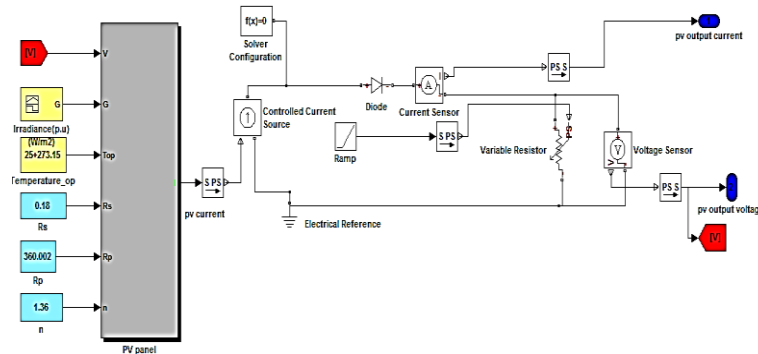 [V]
V
G
G
Irradiance(p.u)
(W/m2)
25+273.15
Top
Temperature_op
0.18
Rs
Rs
360.002
Rp
Rp
1.36
n
n
PV panel
S PS
pv current
f(x)=0
Solver
Configuration
Controlled Current
Source
Diode
A
I
Current Sensor
PS S
pv output current
Ramp
S PS
PS
Variable Resistor
V
V
Voltage Sensor
PS S
pv output voltag
[V]
Electrical Reference